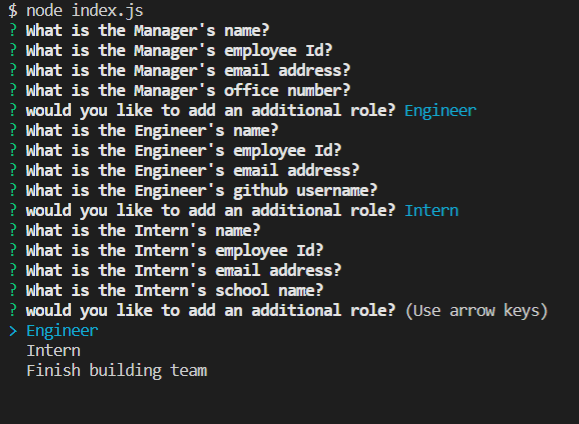 $ node index.js
? What is the Manager's name?
? What is the Manager's employee Id?
? What is the Manager's email address?
? What is the Manager's office number?
? would you like to add an additional role? Engineer
? What is the Engineer's name?
? What is the Engineer's employee Id?
? What is the Engineer's email address?
? What is the Engineer's github username?
? would you like to add an additional role? Intern
? What is the Intern's name?
? What is the Intern's employee Id?
? What is the Intern's email address?
? What is the Intern's school name?
? would you like to add an additional role? (Use arrow keys)
> Engineer
  Intern
  Finish building team